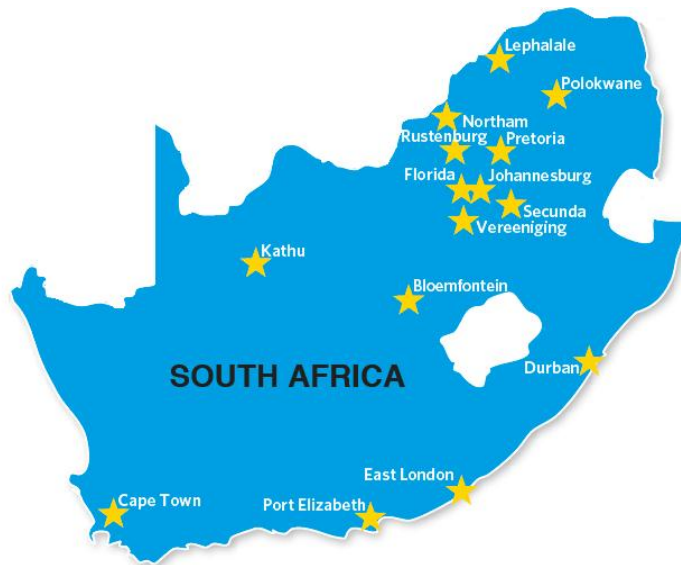 Lephalale
Polokwane
Northam
Rustenburg
Pretoria
Florida
Johannesburg
Secunda
Vereeniging
Kathu
Bloemfontein
SOUTH AFRICA
Durban
East London
Cape Town
Port Elizabeth